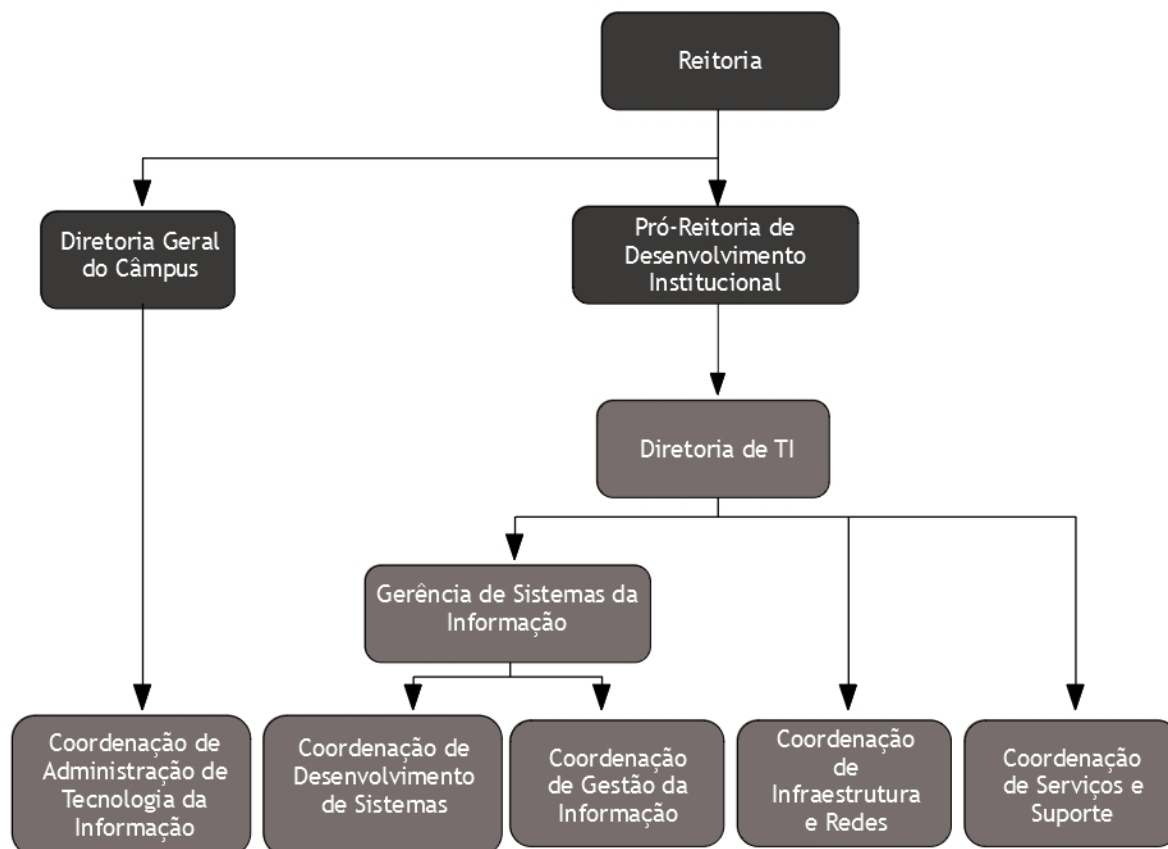 Reitoria
Diretoria Geral
do Câmpus
Pró-Reitoria de
Desenvolvimento
Institucional
Diretoria de TI
Gerência de Sistemas da
Informação
Coordenação de
Administração de
Tecnologia da
Informação
Coordenação de
Desenvolvimento
de Sistemas
Coordenação
de Gestão da
Informação
Coordenação
de
Infraestrutura
e Redes
Coordenação
de Serviços e
Suporte